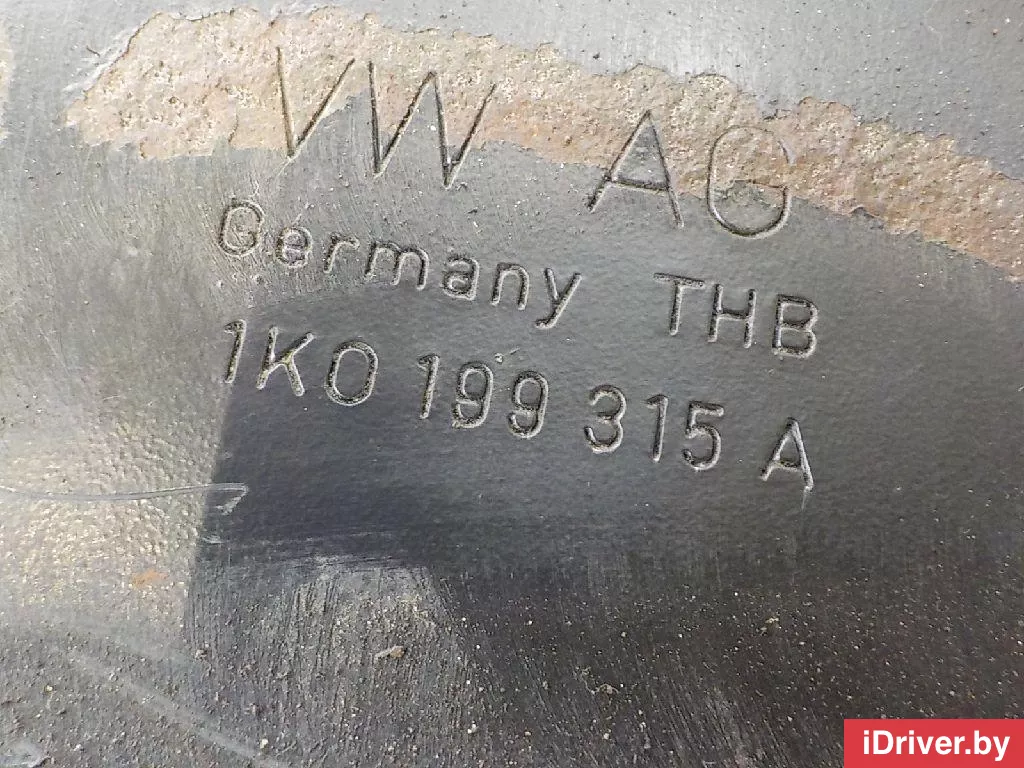 VW AG
Germany THB
1K0 199 315 A
iDriver.by